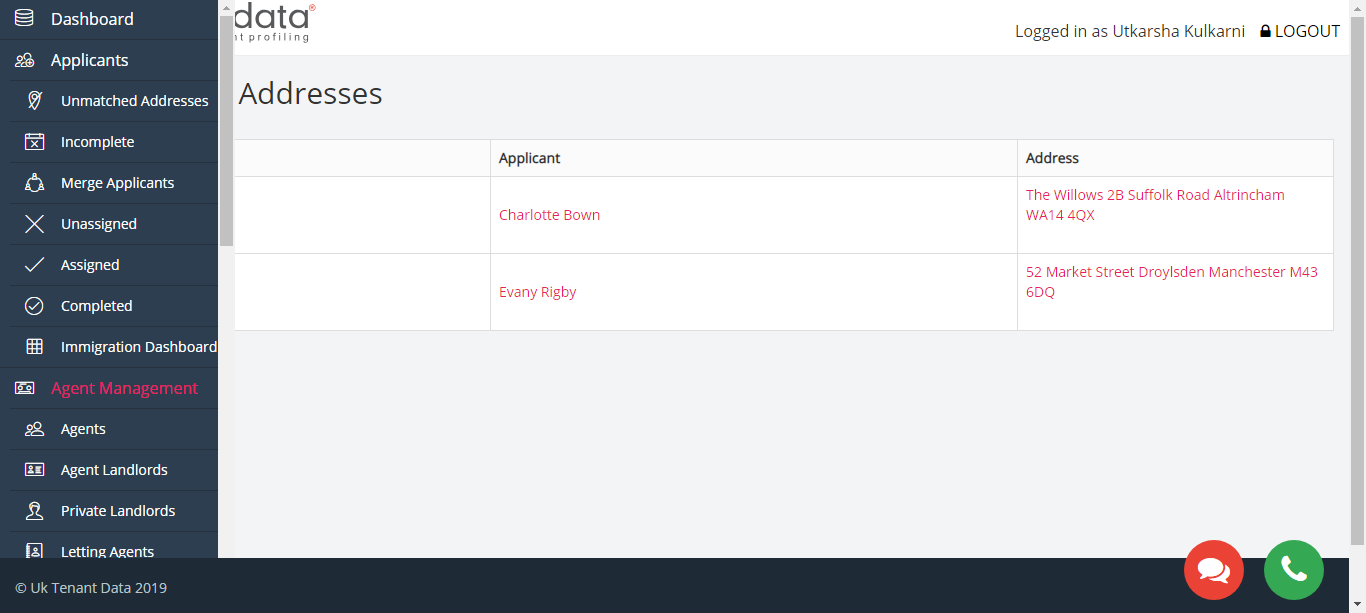 Dashboard
Applicants
Unmatched Addresses
Incomplete
Merge Applicants
Unassigned
Assigned
Completed
Immigration Dashboard
Agent Management
Agents
Agent Landlords
Private Landlords
Letting Agents
data®
nt profiling
Logged in as Utkarsha Kulkarni LOGOUT
Addresses
Applicant Address
Charlotte Bown
The Willows 2B Suffolk Road Altrincham
WA14 4QX
Evany Rigby
52 Market Street Droylsden Manchester M43
6DQ
© Uk Tenant Data 2019